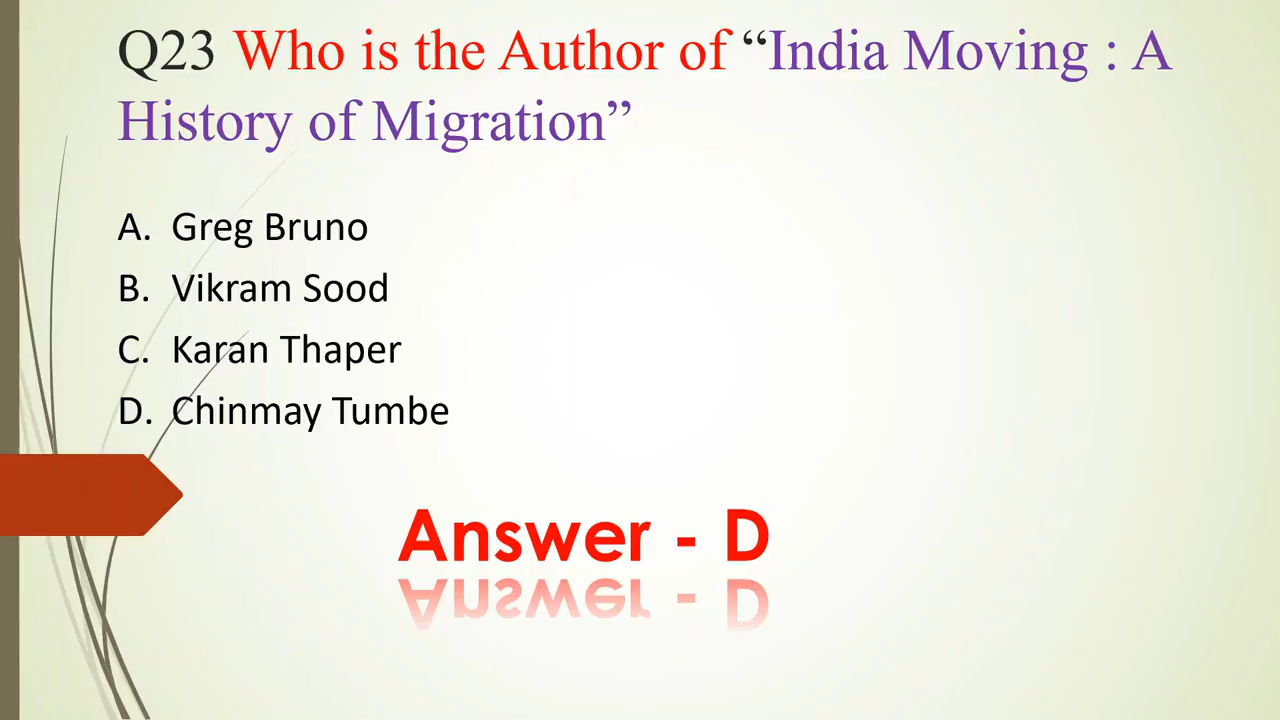 Q23 Who is the Author of “India Moving : A
History of Migration”
A. Greg Bruno
B. Vikram Sood
C. Karan Thaper
D. Chinmay Tumbe
Answer - D